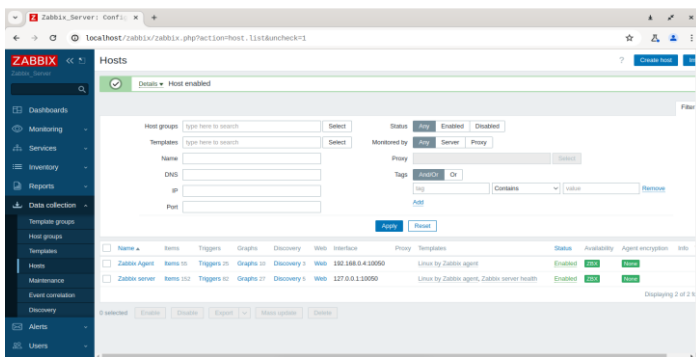 Zabbix_Server: Config
localhost/zabbix/zabbix.php?action=host.list&uncheck=1
ZABBIX
Zabbix_Server
Dashboards
Monitoring
Services
Inventory
Reports
Data collection
Template groups
Host groups
Templates
Hosts
Maintenance
Event correlation
Discovery
Alerts
Users
Hosts
? Create host
Details Host enabled
Filter
Host groups type here to search Select Status Any Enabled Disabled
Templates type here to search Select Monitored by Any Server Proxy
Name Proxy Select
DNS Tags And/Or Or
IP tag Contains value Remove
Port Add
Apply Reset
Name Items Triggers Graphs Discovery Web Interface Proxy Templates Status Availability Agent encryption Info
Zabbix Agent Items 55 Triggers 25 Graphs Discovery 3 Web 192.168.0.4:10050 Linux by Zabbix agent Enabled ZBX None
Zabbix server Items 152 Triggers 82 Graphs 27 Discovery 5 Web 127.0.0.1:10050 Linux by Zabbix agent, Zabbix server health Enabled ZBX None
Displaying 2 of 2 f
0 selected Enable Disable Export Mass update Delete